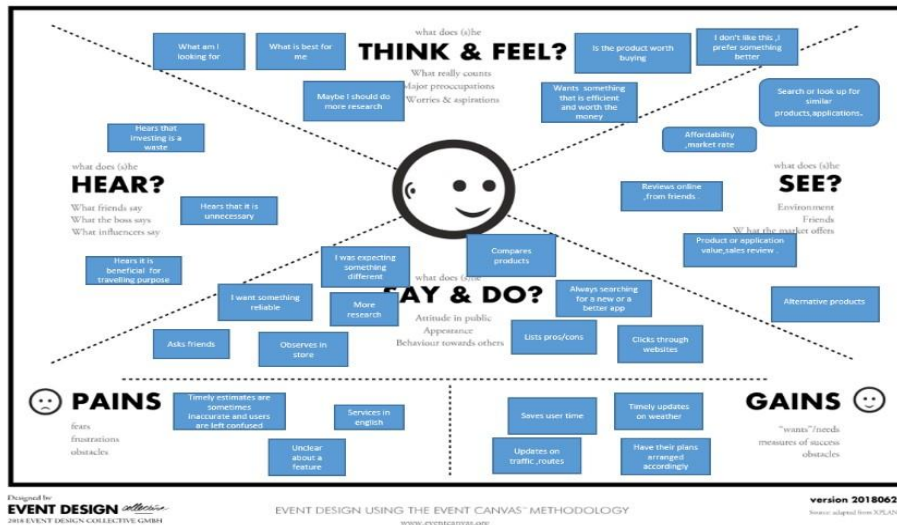 what does (s)he
THINK & FEEL?
What really counts
Major preoccupations
Worries & aspirations
What am I
looking for
What is best for
me
Maybe I should do
more research
Is the product worth
buying
I don't like this ,I
prefer something
better
Wants something
that is efficient
and worth the
money
Search or look up for
similar
products,applications.
Affordability
,market rate
Hears that
investing is a
waste
what does (s)he
HEAR?
What friends say
What the boss says
What influencers say
Hears that it is
unnecessary
Hears it is
beneficial for
travelling purpose
what does (s)he
SEE?
Environment
Friends
What the market offers
Reviews online
,from friends .
Product or application
value,sales review .
Alternative products
what does (s)he
SAY & DO?
Attitude in public
Appearance
Behaviour towards others
I was expecting
something
different
Compares
products
I want something
reliable
More
research
Always searching
for a new or a
better app
Asks friends
Observes in
store
Lists pros/cons
Clicks through
websites
PAINS
fears
frustrations
obstacles
Timely estimates are
sometimes
inaccurate and users
are left confused
Services in
english
Unclear
about a
feature
Saves user time
Timely updates
on weather
Updates on
traffic ,routes
Have their plans
arranged
accordingly
GAINS
"wants"/needs
measures of success
obstacles
Designed by
EVENT DESIGN collective
2018 EVENT DESIGN COLLECTIVE GMBH
EVENT DESIGN USING THE EVENT CANVAS™ METHODOLOGY
www.eventcanvas.org
version 2018062
Source: adapted from XPLAN